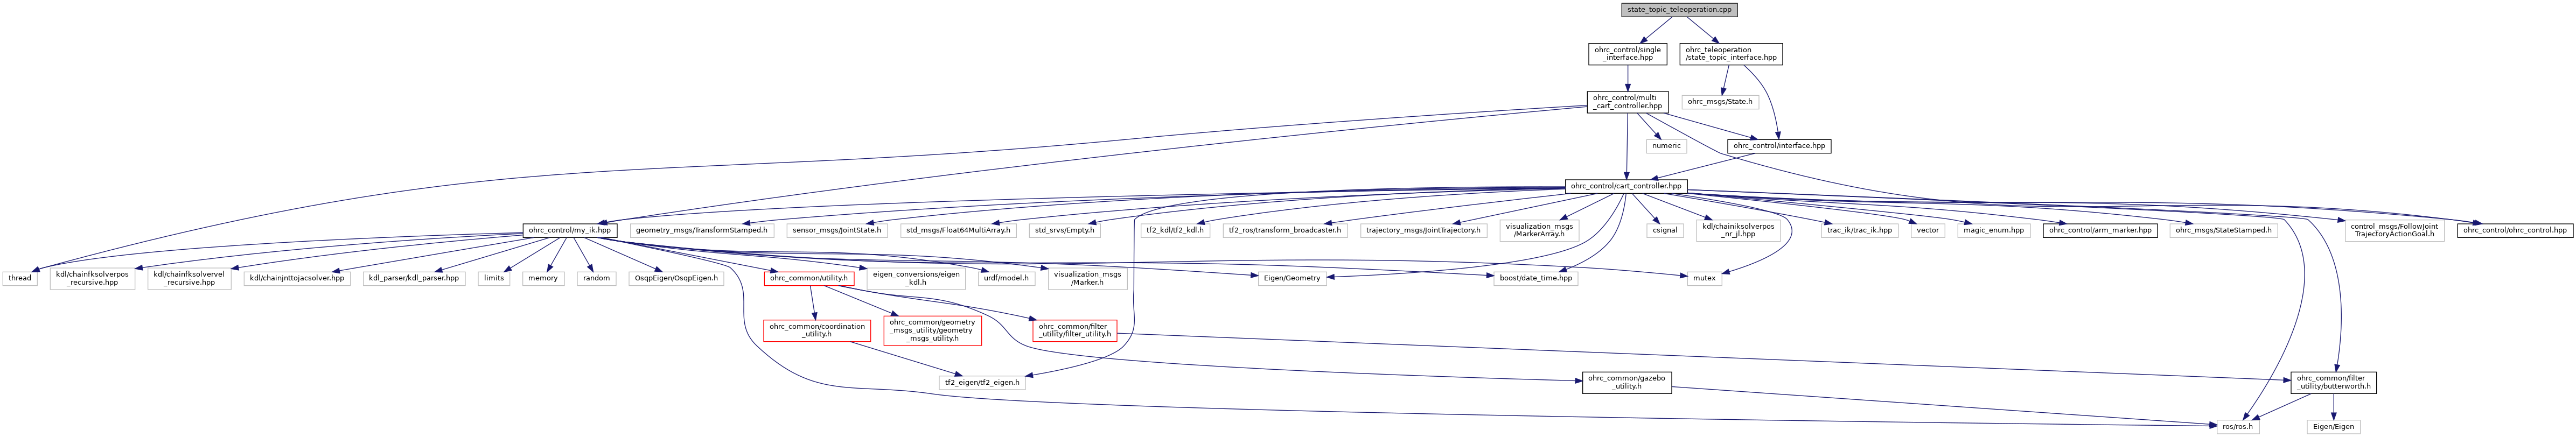 state_topic_teleoperation.cpp
ohrc_control/single
_interface.hpp
ohrc_teleoperation
/state_topic_interface.hpp
ohrc_control/multi
_cart_controller.hpp
ohrc_msgs/State.h
numeric
ohrc_control/interface.hpp
ohrc_control/cart_controller.hpp
ohrc_control/my_ik.hpp
geometry_msgs/TransformStamped.h
sensor_msgs/JointState.h
std_msgs/Float64MultiArray.h
std_srvs/Empty.h
tf2_kdl/tf2_kdl.h
tf2_ros/transform_broadcaster.h
trajectory_msgs/JointTrajectory.h
visualization_msgs
/MarkerArray.h
csignal
kdl/chainiksolverpos
_nr_jl.hpp
trac_ik/trac_ik.hpp
vector
magic_enum.hpp
ohrc_control/arm_marker.hpp
ohrc_msgs/StateStamped.h
control_msgs/FollowJoint
TrajectoryActionGoal.h
ohrc_control/ohrc_control.hpp
thread
kdl/chainfksolverpos
_recursive.hpp
kdl/chainfksolvervel
_recursive.hpp
kdl/chainjnttojacsolver.hpp
kdl_parser/kdl_parser.hpp
limits
memory
random
OsqpEigen/OsqpEigen.h
ohrc_common/utility.h
eigen_conversions/eigen
_kdl.h
urdf/model.h
visualization_msgs
/Marker.h
Eigen/Geometry
boost/date_time.hpp
mutex
ohrc_common/coordination
_utility.h
ohrc_common/geometry
_msgs_utility/geometry
_msgs_utility.h
ohrc_common/filter
_utility/filter_utility.h
tf2_eigen/tf2_eigen.h
ohrc_common/gazebo
_utility.h
ohrc_common/filter
_utility/butterworth.h
ros/ros.h
Eigen/Eigen